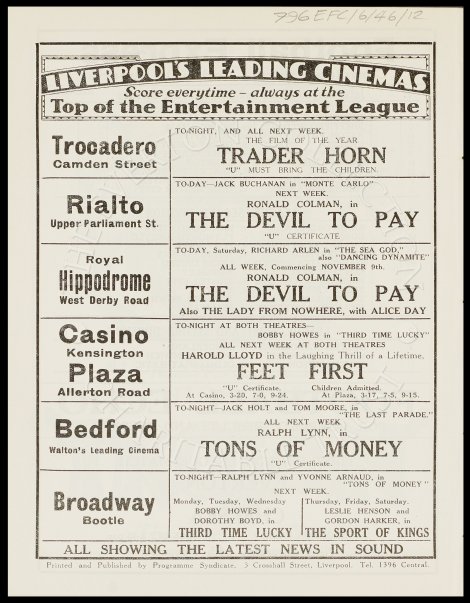 796 EFC/6/46/12
LIVERPOOL'S LEADING CINEMAS
Score everytime - always at the
Top of the Entertainment League
Trocadero
Camden Street
TO-NIGHT, AND ALL NEXT WEEK.
THE FILM OF THE YEAR
TRADER HORN
"U" MUST BRING THE CHILDREN.
Rialto
Upper Parliament St.
TO-DAY—JACK BUCHANAN in "MONTE CARLO"
NEXT WEEK.
RONALD COLMAN, in
THE DEVIL TO PAY
"U" CERTIFICATE
Royal
Hippodrome
West Derby Road
TO-DAY, Saturday, RICHARD ARLEN in "THE SEA GOD,"
also "DANCING DYNAMITE"
ALL WEEK, Commencing NOVEMBER 9th.
RONALD COLMAN, in
THE DEVIL TO PAY
Also THE LADY FROM NOWHERE, with ALICE DAY
Casino
Kensington
Plaza
Allerton Road
TO-NIGHT AT BOTH THEATRES—
BOBBY HOWES in "THIRD TIME LUCKY"
ALL NEXT WEEK AT BOTH THEATRES
HAROLD LLOYD in the Laughing Thrill of a Lifetime.
FEET FIRST
"U" Certificate. Children Admitted.
At Casino, 3-20, 7-0, 9-24. At Plaza, 3-17, 7-5, 9-15.
Bedford
Walton's Leading Cinema
TO-NIGHT—JACK HOLT and TOM MOORE, in
"THE LAST PARADE."
ALL NEXT WEEK
RALPH LYNN, in
TONS OF MONEY
"U" Certificate.
Broadway
Bootle
TO-NIGHT—RALPH LYNN and YVONNE ARNAUD, in
"TONS OF MONEY"
NEXT WEEK.
Monday, Tuesday, Wednesday
BOBBY HOWES and
DOROTHY BOYD, in
THIRD TIME LUCKY
Thursday, Friday, Saturday.
LESLIE HENSON and
GORDON HARKER, in
THE SPORT OF KINGS
ALL SHOWING THE LATEST NEWS IN SOUND
Printed and Published by Programme Syndicate, 3 Crosshall Street, Liverpool. Tel. 1396 Central.